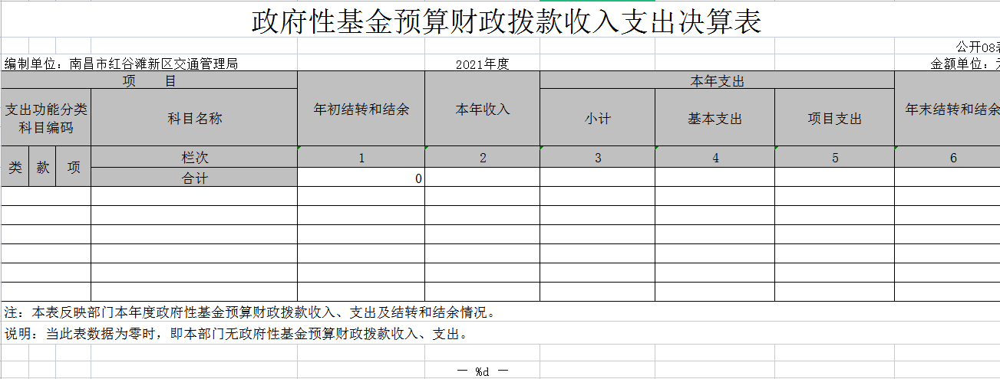 政府性基金预算财政拨款收入支出决算表
公开08表
编制单位：南昌市红谷滩新区交通管理局 2021年度 金额单位：
项 目 本年支出
支出功能分类科目编码 科目名称 年初结转和结余 本年收入 小计 基本支出 项目支出 年末结转和结余
类 款 项 栏次 1 2 3 4 5 6
合计 0
注：本表反映部门本年度政府性基金预算财政拨款收入、支出及结转和结余情况。
说明：当此表数据为零时，即本部门无政府性基金预算财政拨款收入、支出。
— %d —